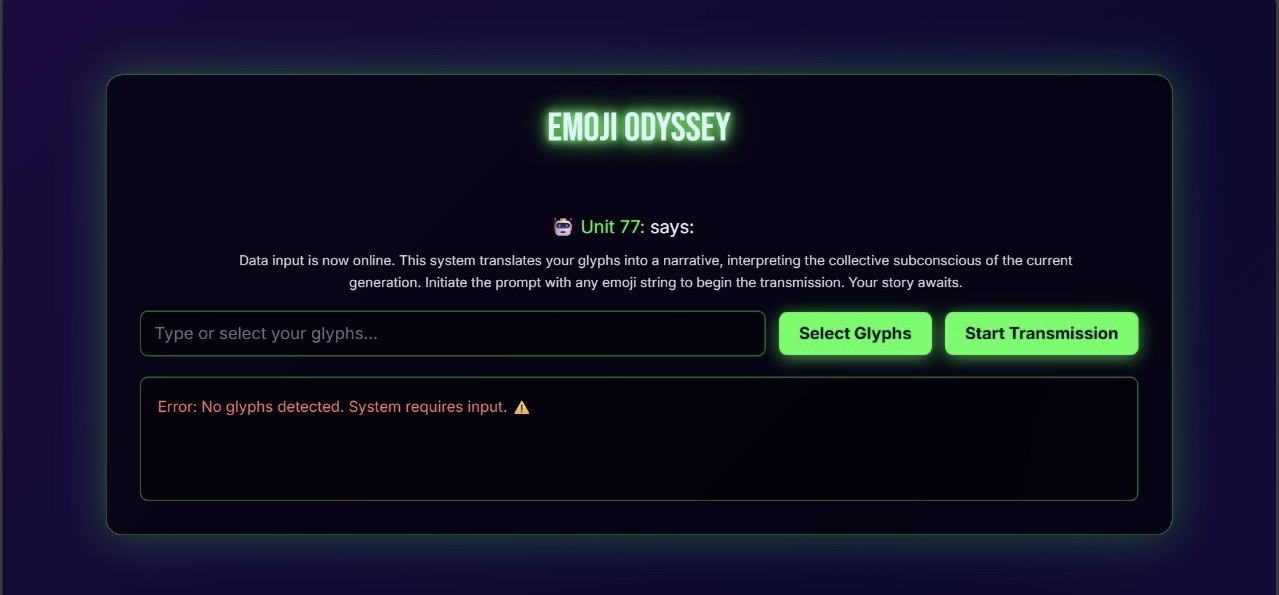 EMOJI ODYSSEY
🤖 Unit 77: says:
Data input is now online. This system translates your glyphs into a narrative, interpreting the collective subconscious of the current
generation. Initiate the prompt with any emoji string to begin the transmission. Your story awaits.
Type or select your glyphs...
Select Glyphs
Start Transmission
Error: No glyphs detected. System requires input. ⚠️